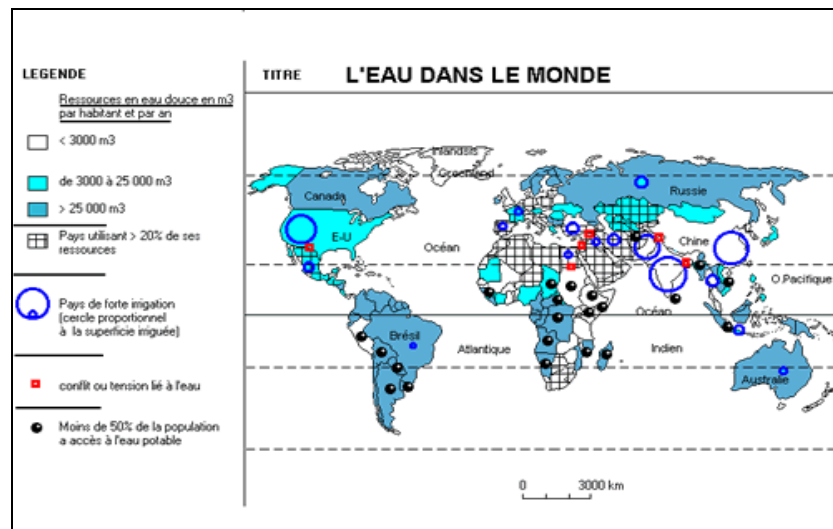 LEGENDE
Ressources en eau douce en m3
par habitant et par an
< 3000 m3
de 3000 à 25 000 m3
> 25 000 m3
Pays utilisant > 20% de ses
ressources
Pays de forte irrigation
(cercle proportionnel
à la superficie irriguée)
conflit ou tension lié à l'eau
Moins de 50% de la population
a accès à l'eau potable
TITRE
L'EAU DANS LE MONDE
Canada
Russie
E-U
Océan
Chine
O.Pacifique
Océan
Brésil
Atlantique
Indien
Australie
0
3000 km